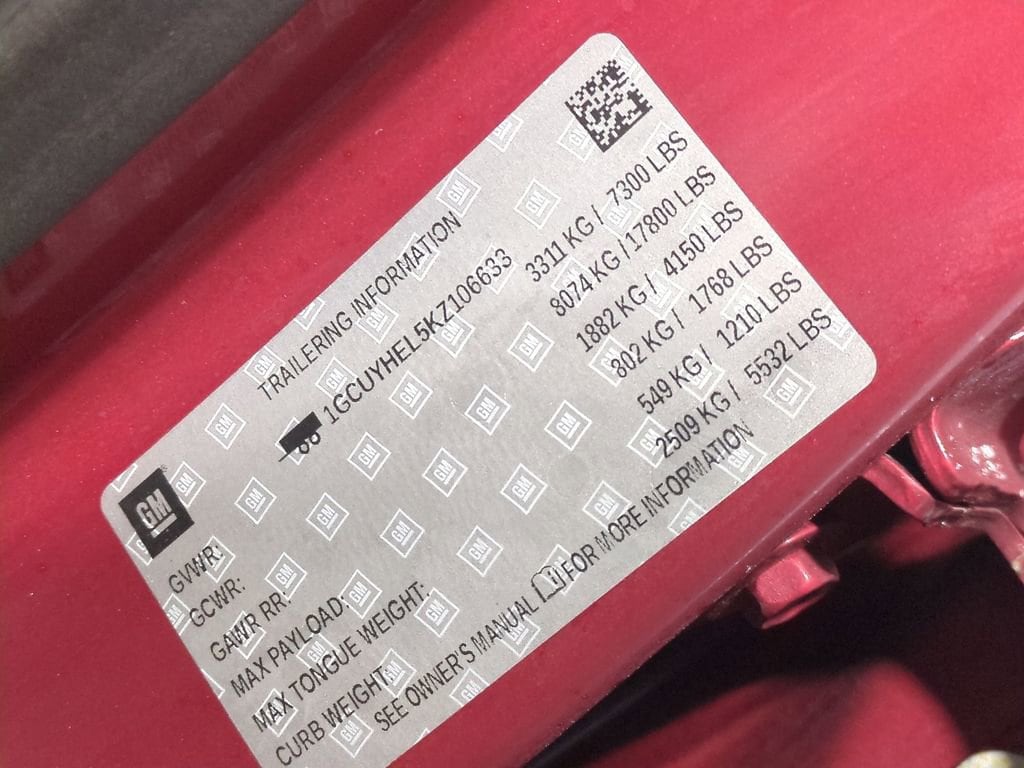 GM
TRAILERING INFORMATION
1GCUYHEL5KZ106633
GVWR: 3311 KG / 7300 LBS
GCWR: 8074 KG / 17800 LBS
GAWR RR: 1882 KG / 4150 LBS
MAX PAYLOAD: 802 KG / 1768 LBS
MAX TONGUE WEIGHT: 549 KG / 1210 LBS
CURB WEIGHT: 2509 KG / 5532 LBS
SEE OWNER'S MANUAL FOR MORE INFORMATION